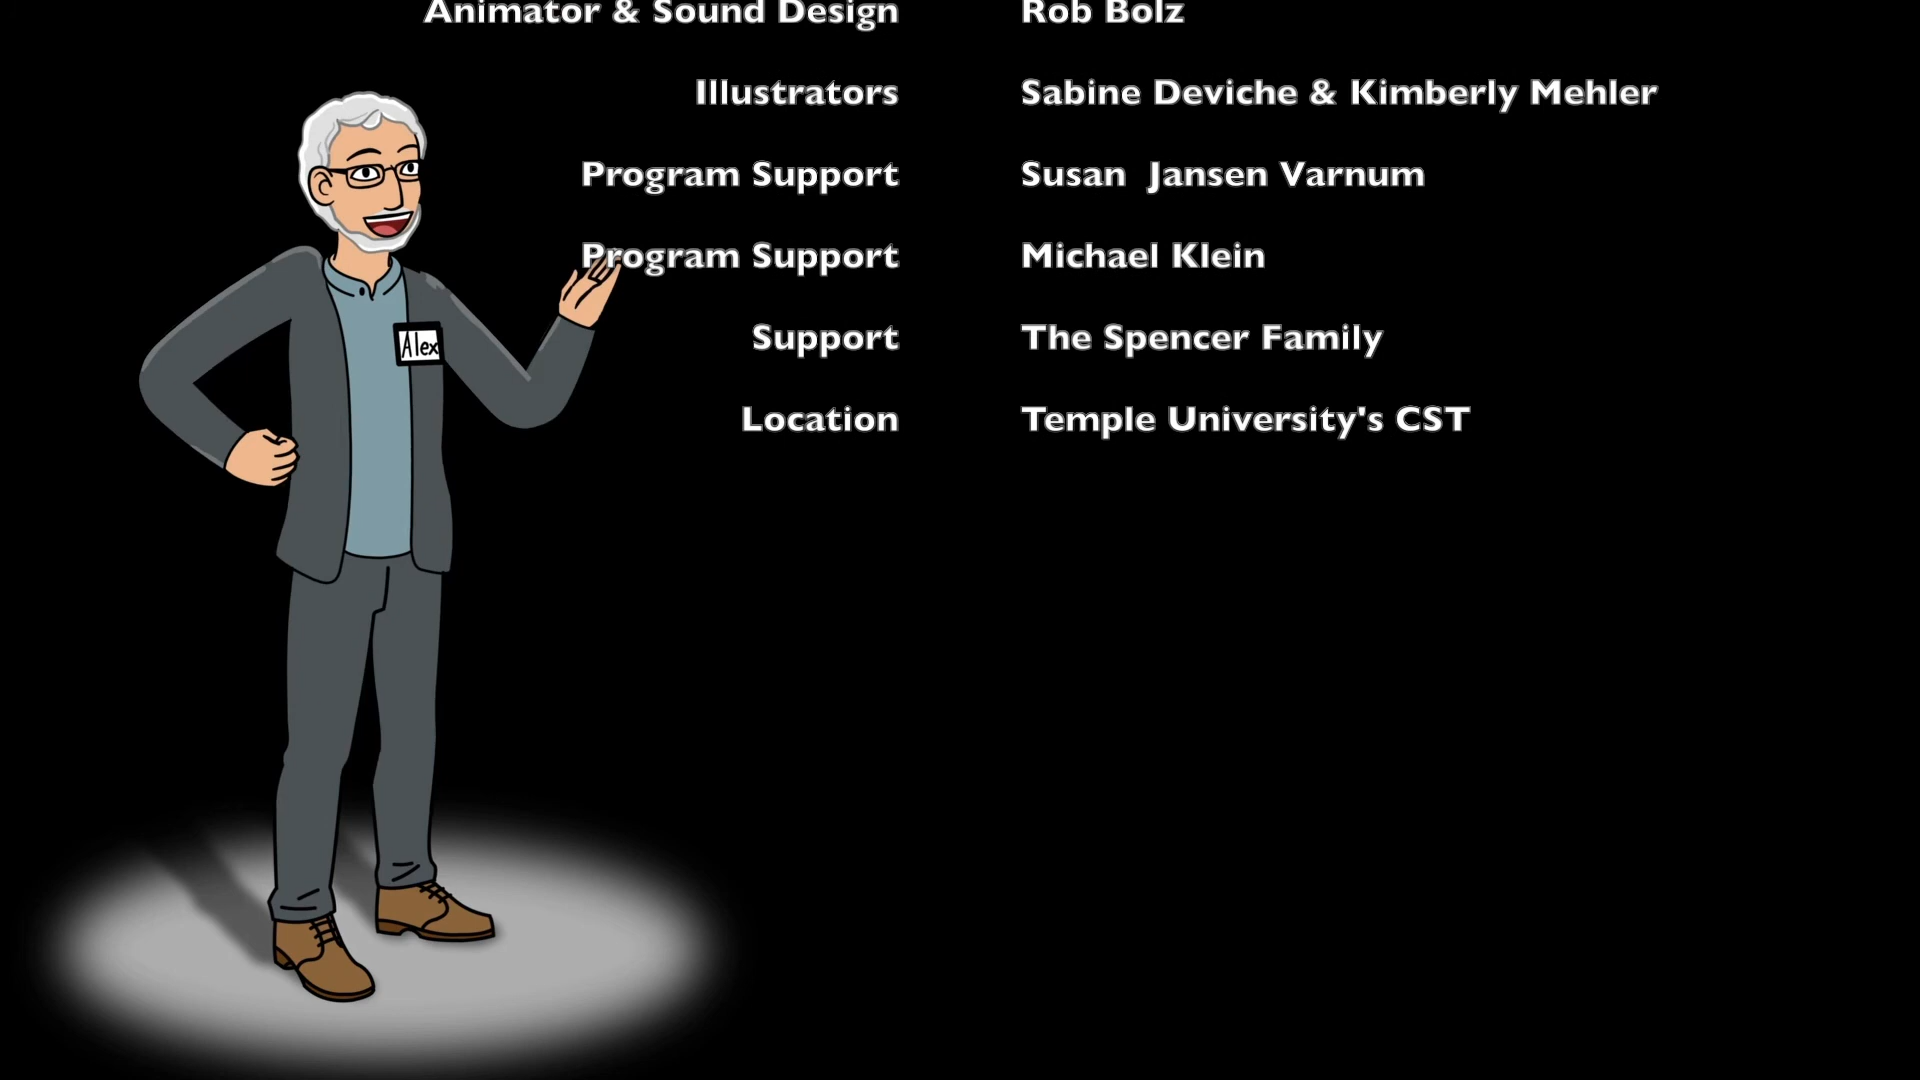 Animator & Sound Design Rob Bolz
Illustrators Sabine Deviche & Kimberly Mehler
Program Support Susan Jansen Varnum
Program Support Michael Klein
Support The Spencer Family
Location Temple University's CST
Alex